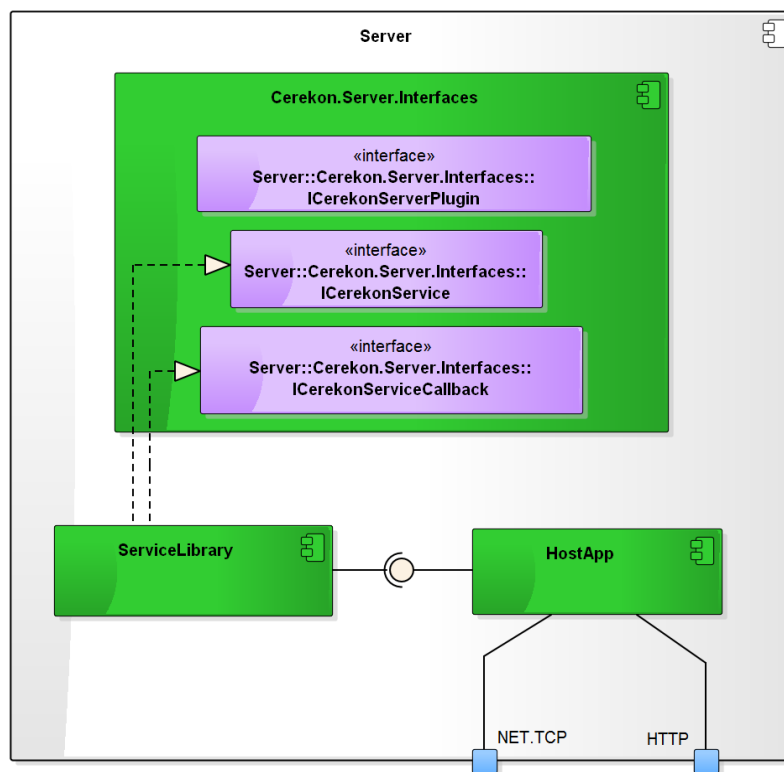 Server
Cerekon.Server.Interfaces
«interface»
Server::Cerekon.Server.Interfaces::
ICerekonServerPlugin
«interface»
Server::Cerekon.Server.Interfaces::
ICerekonService
«interface»
Server::Cerekon.Server.Interfaces::
ICerekonServiceCallback
ServiceLibrary
HostApp
NET.TCP
HTTP